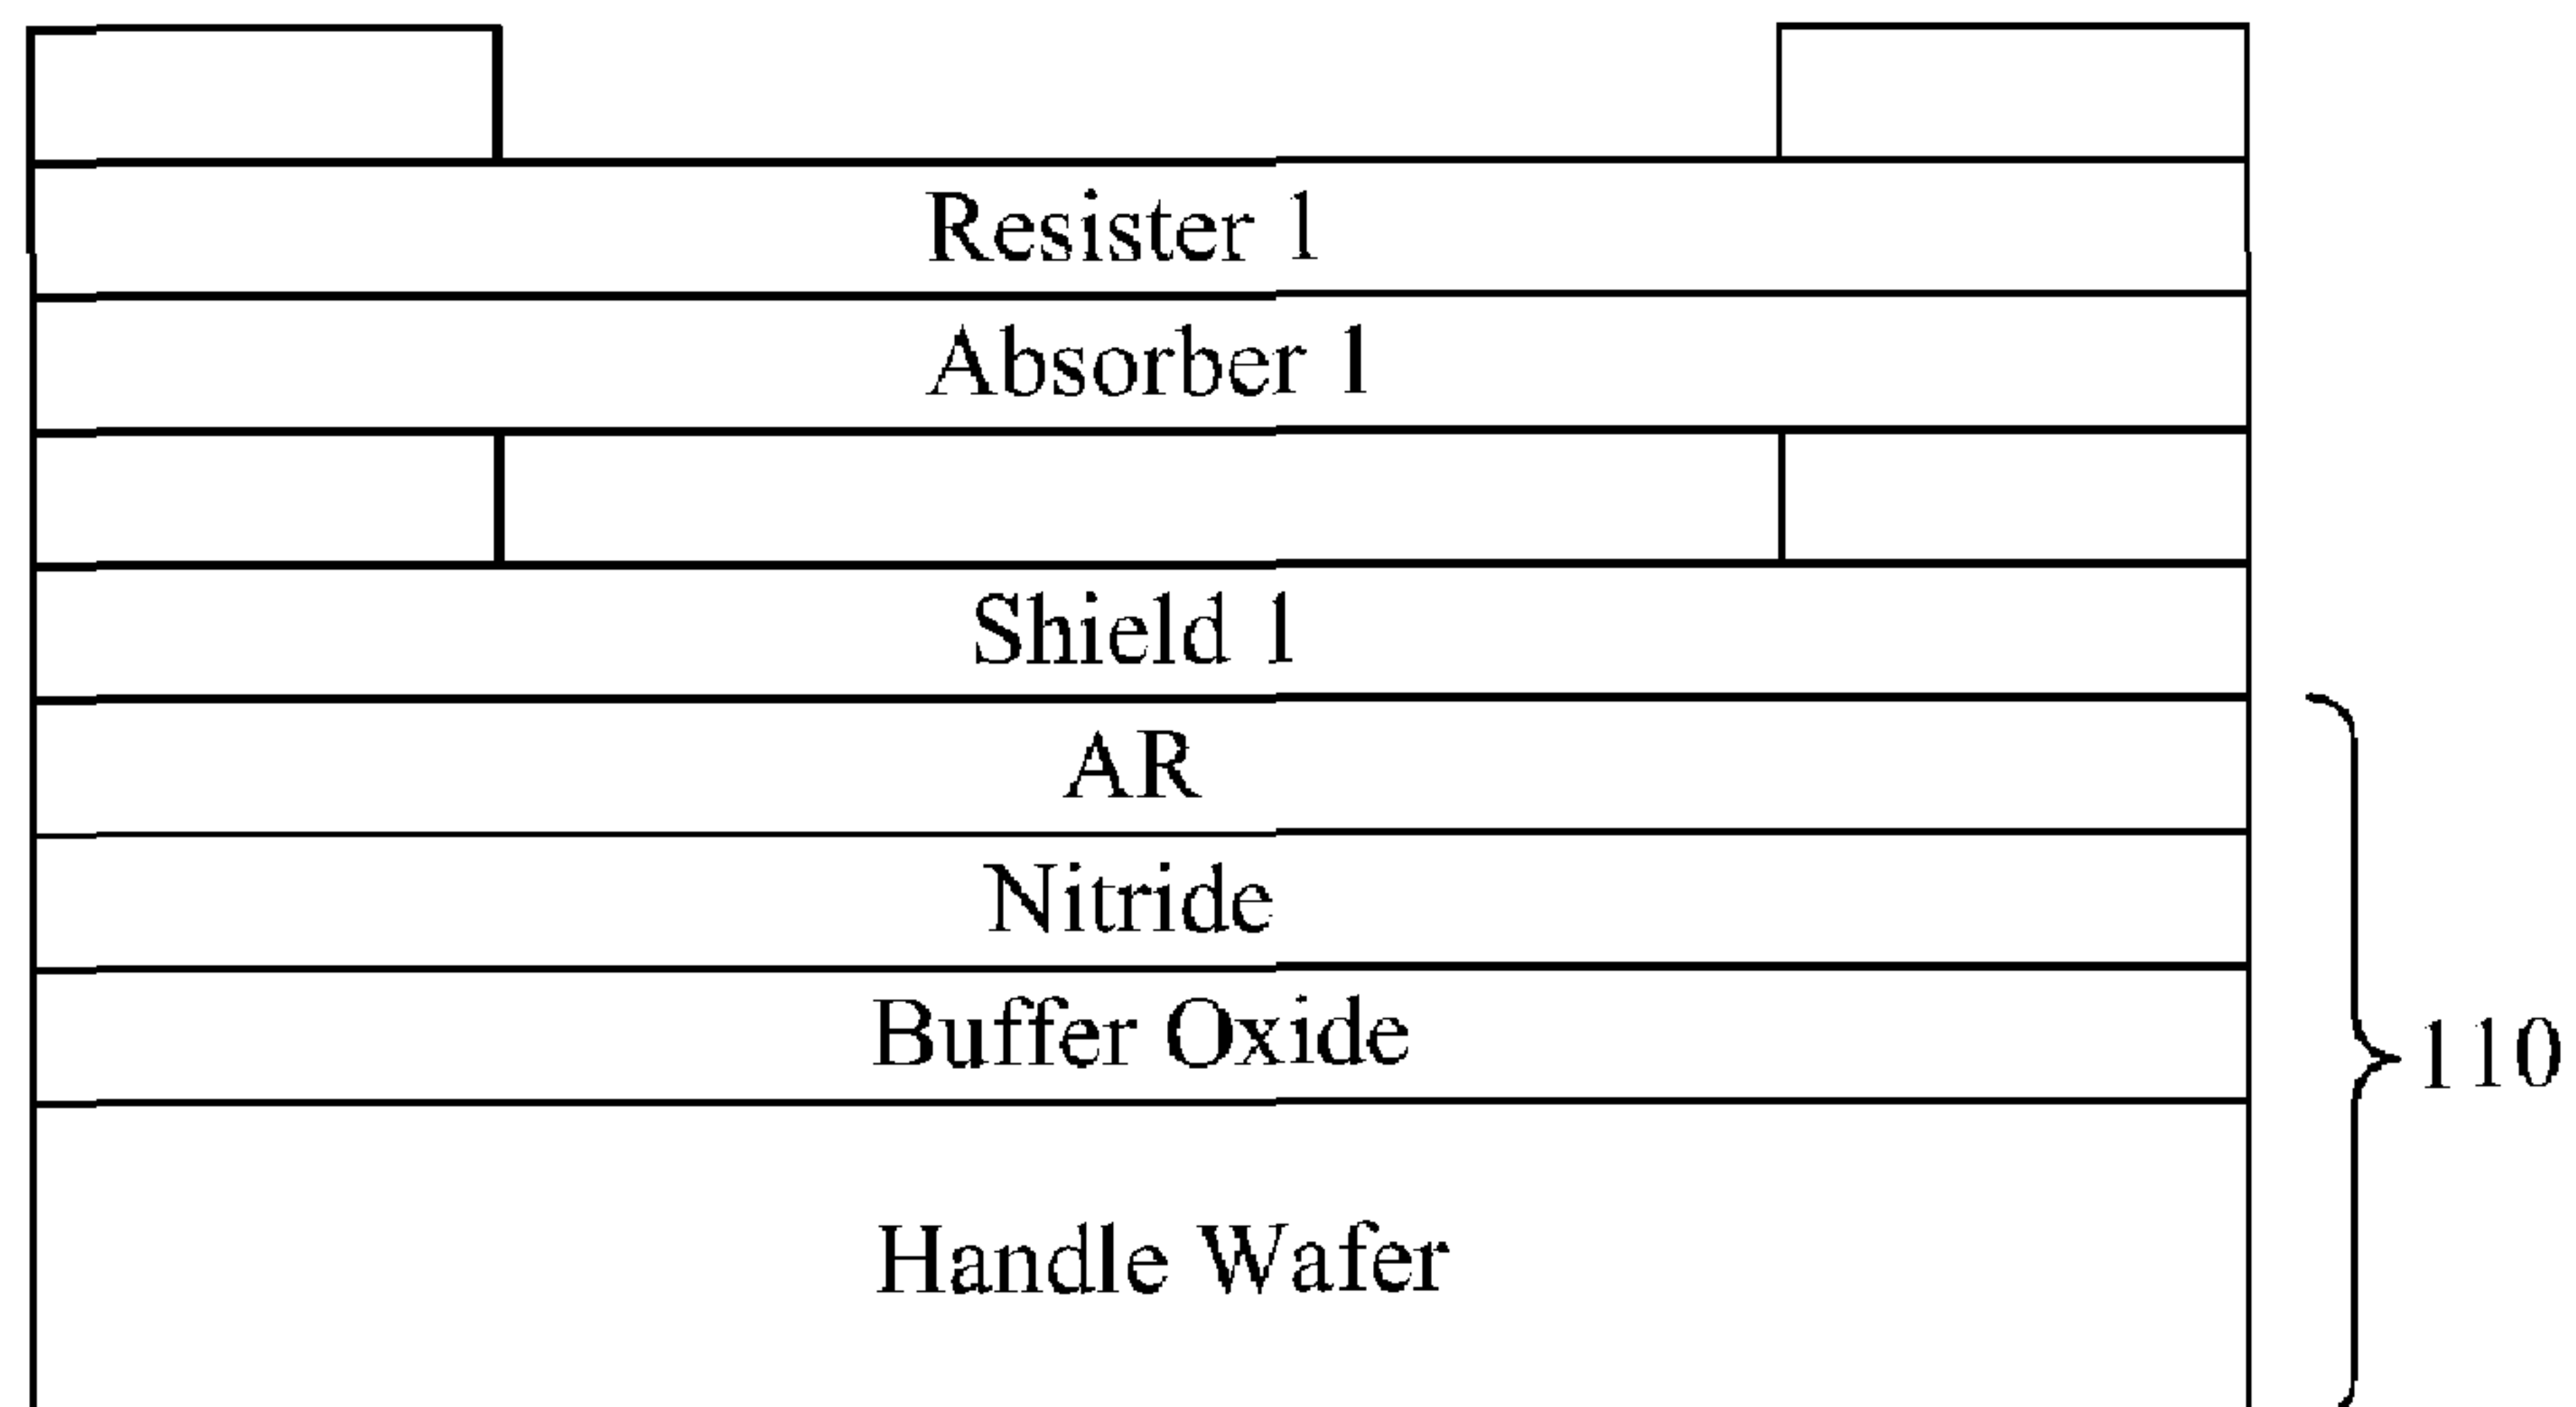 Resister 1
Absorber 1
Shield 1
AR
Nitride
Buffer Oxide
110
Handle Wafer